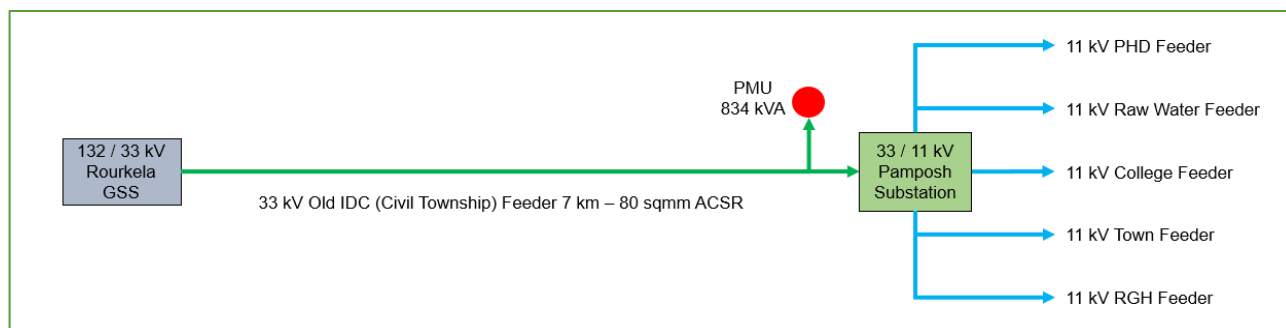 11 kV PHD Feeder
PMU
834 kVA
11 kV Raw Water Feeder
132 / 33 kV
Rourkela
GSS
33 / 11 kV
Pamposh
Substation
11 kV College Feeder
33 kV Old IDC (Civil Township) Feeder 7 km – 80 sqmm ACSR
11 kV Town Feeder
11 kV RGH Feeder